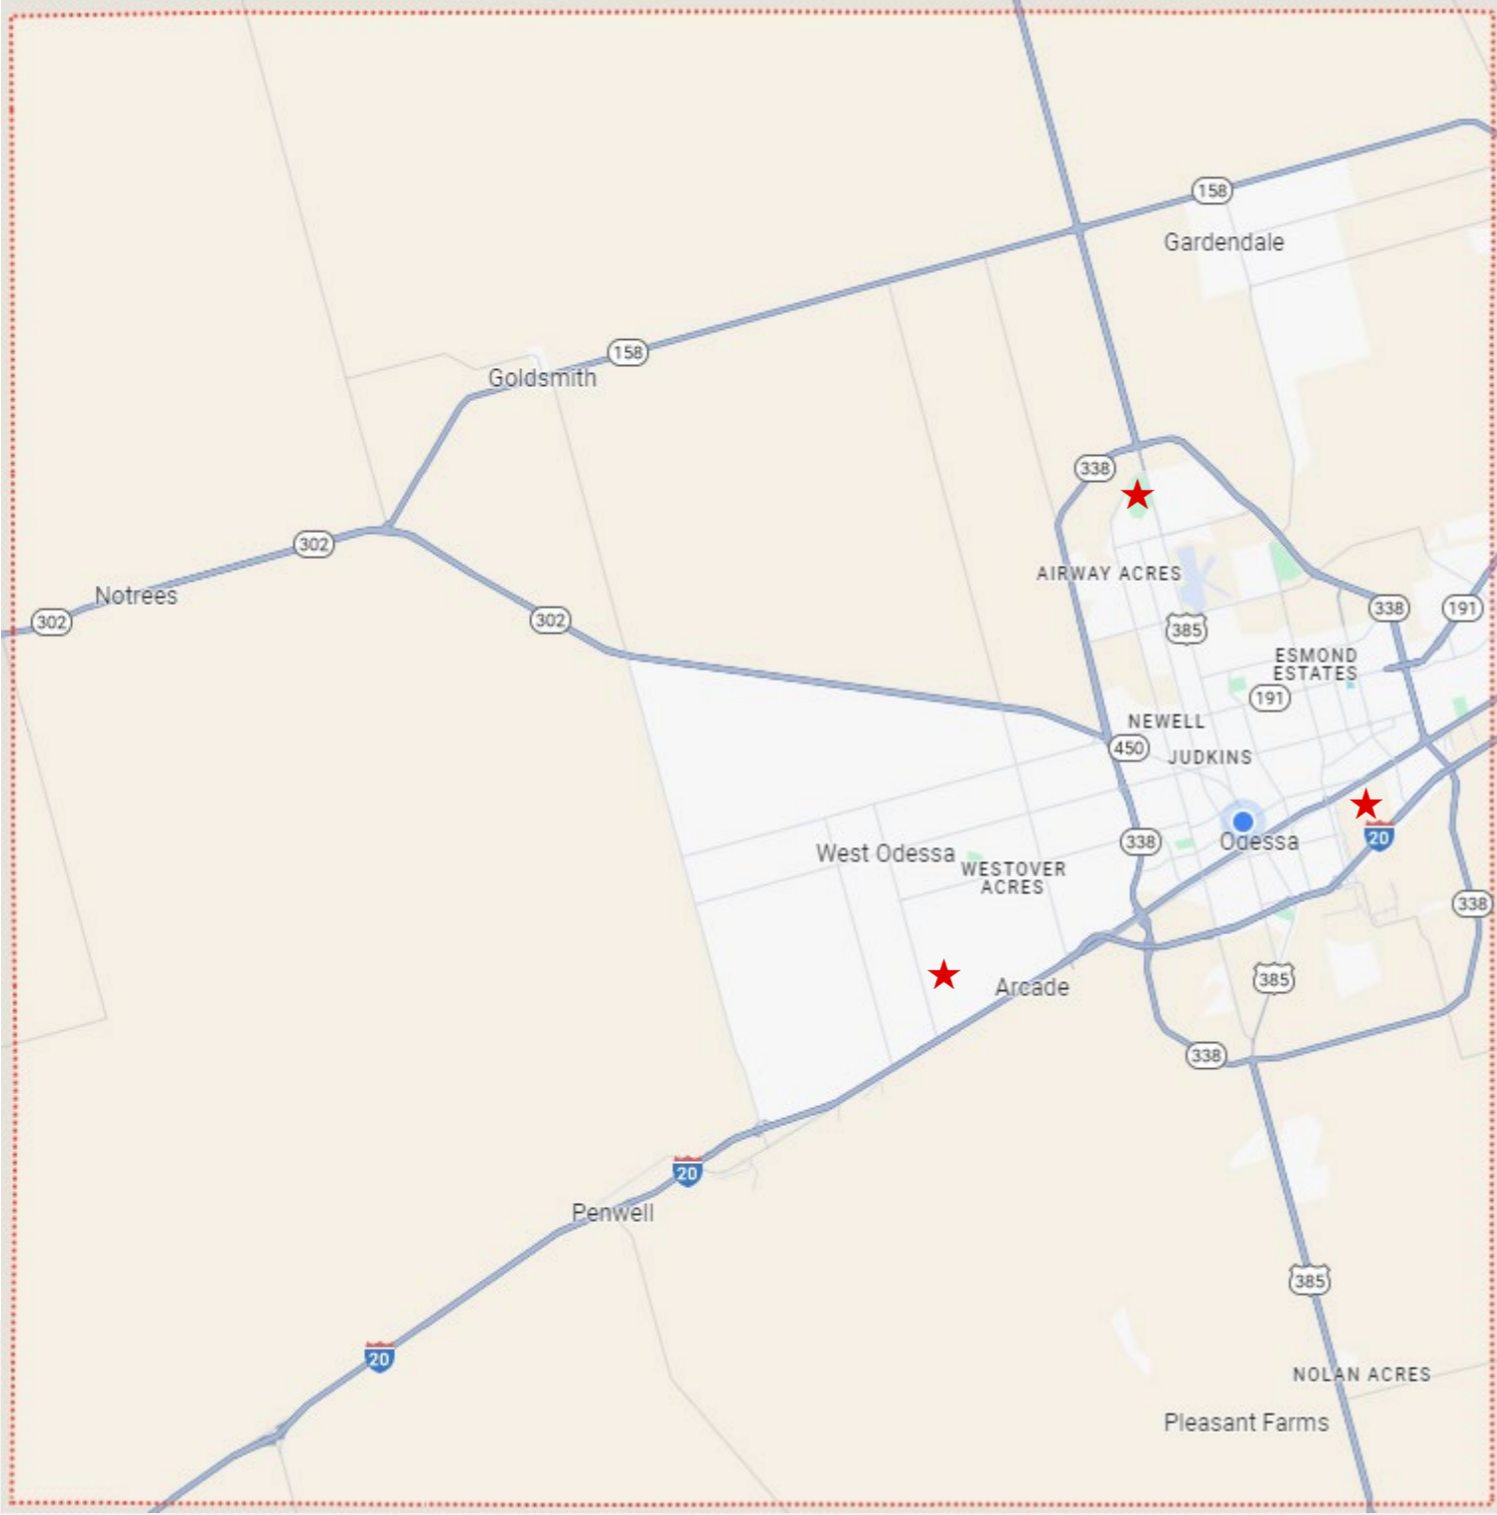 158
Gardendale
158
Goldsmith
338
302
AIRWAY ACRES
Notrees
338
191
302
302
385
ESMOND
ESTATES
191
NEWELL
450
JUDKINS
338
Odessa
20
West Odessa
WESTOVER
ACRES
338
385
Arcade
338
20
Penwell
385
20
NOLAN ACRES
Pleasant Farms